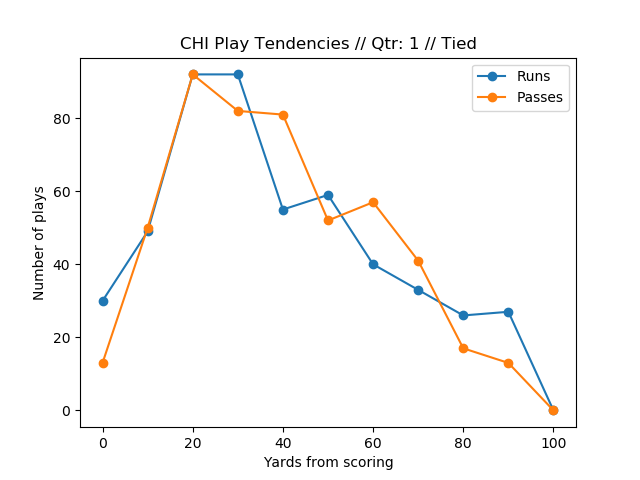 CHI Play Tendencies // Qtr: 1 // Tied
Runs
Passes
Number of plays
80
60
40
20
0
0 20 40 60 80 100
Yards from scoring